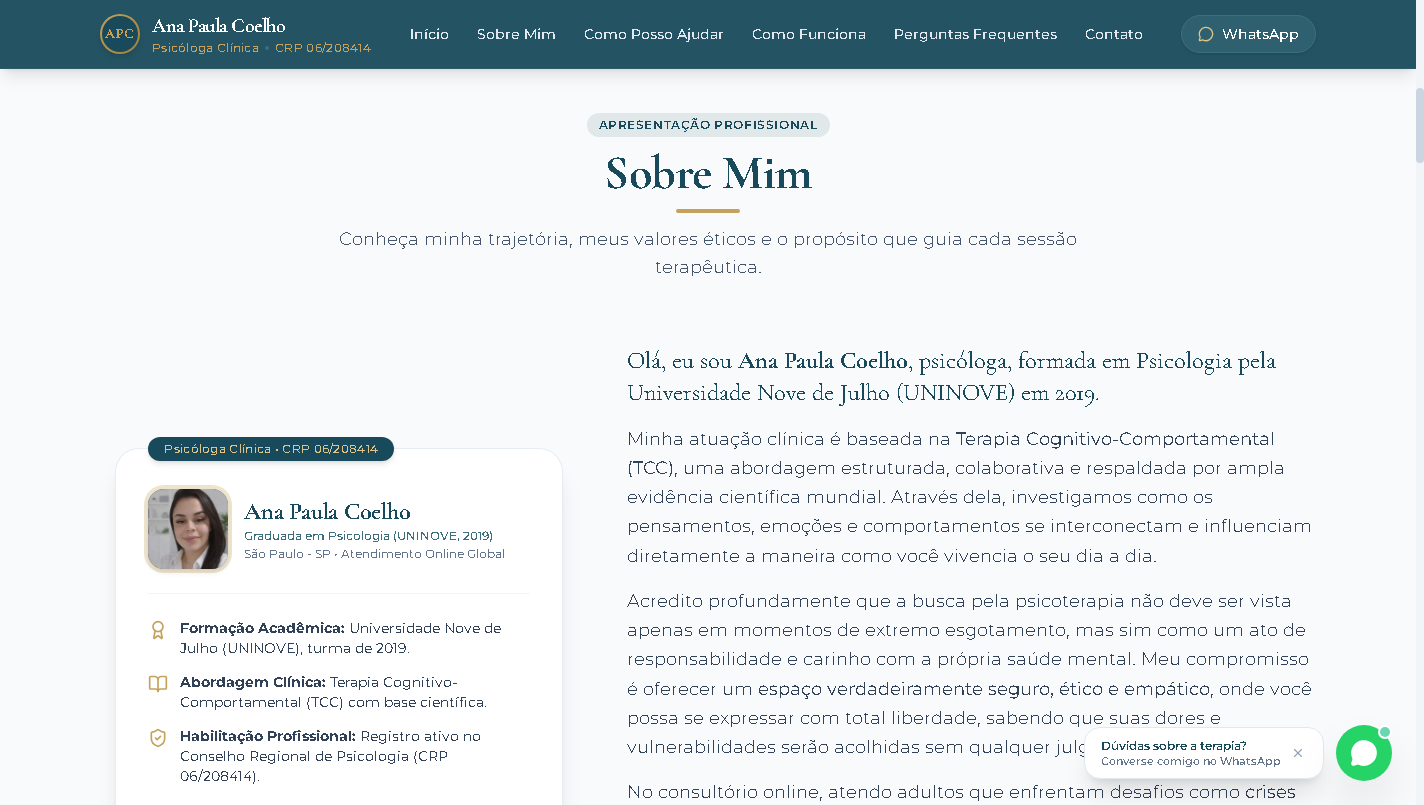 APC
Ana Paula Coelho
Psicóloga Clínica • CRP 06/208414
Início
Sobre Mim
Como Posso Ajudar
Como Funciona
Perguntas Frequentes
Contato
WhatsApp
APRESENTAÇÃO PROFISSIONAL
Sobre Mim
Conheça minha trajetória, meus valores éticos e o propósito que guia cada sessão
terapêutica.
Psicóloga Clínica • CRP 06/208414
Ana Paula Coelho
Graduada em Psicologia (UNINOVE, 2019)
São Paulo - SP • Atendimento Online Global
Formação Acadêmica: Universidade Nove de
Julho (UNINOVE), turma de 2019.
Abordagem Clínica: Terapia Cognitivo-
Comportamental (TCC) com base científica.
Habilitação Profissional: Registro ativo no
Conselho Regional de Psicologia (CRP
06/208414).
Olá, eu sou Ana Paula Coelho, psicóloga, formada em Psicologia pela
Universidade Nove de Julho (UNINOVE) em 2019.
Minha atuação clínica é baseada na Terapia Cognitivo-Comportamental
(TCC), uma abordagem estruturada, colaborativa e respaldada por ampla
evidência científica mundial. Através dela, investigamos como os
pensamentos, emoções e comportamentos se interconectam e influenciam
diretamente a maneira como você vivencia o seu dia a dia.
Acredito profundamente que a busca pela psicoterapia não deve ser vista
apenas em momentos de extremo esgotamento, mas sim como um ato de
responsabilidade e carinho com a própria saúde mental. Meu compromisso
é oferecer um espaço verdadeiramente seguro, ético e empático, onde você
possa se expressar com total liberdade, sabendo que suas dores e
vulnerabilidades serão acolhidas sem qualquer
No consultório online, atendo adultos que enfrentam desafios como crises
Dúvidas sobre a terapia?
Converse comigo no WhatsApp